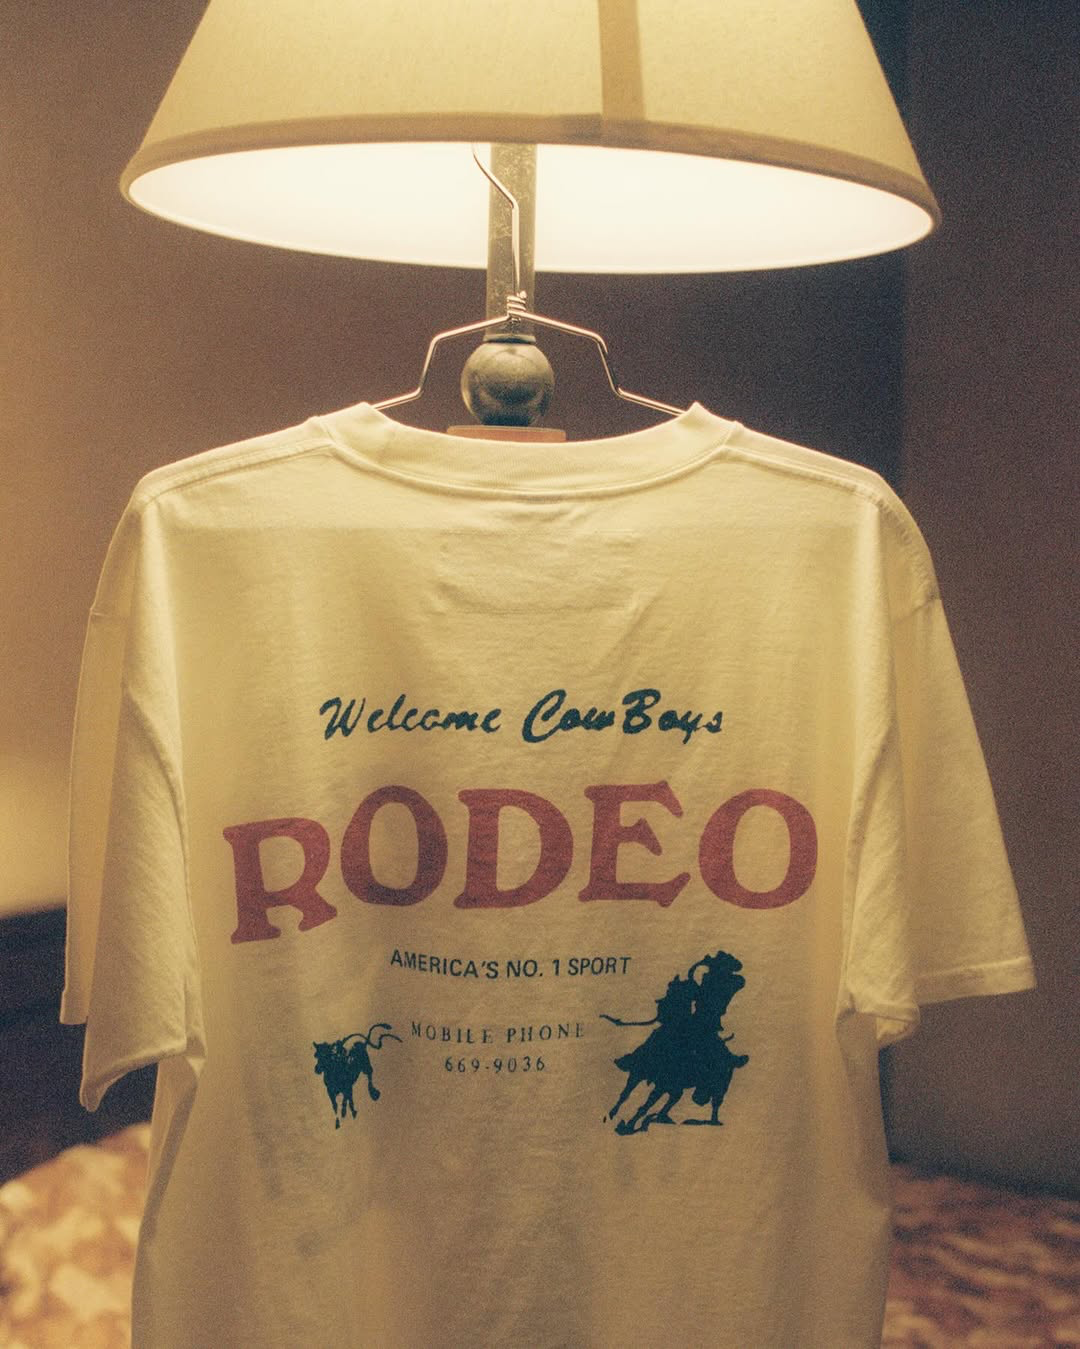 Welcome CowBoys
RODEO
AMERICA'S NO. 1 SPORT
MOBILE PHONE
669-9036